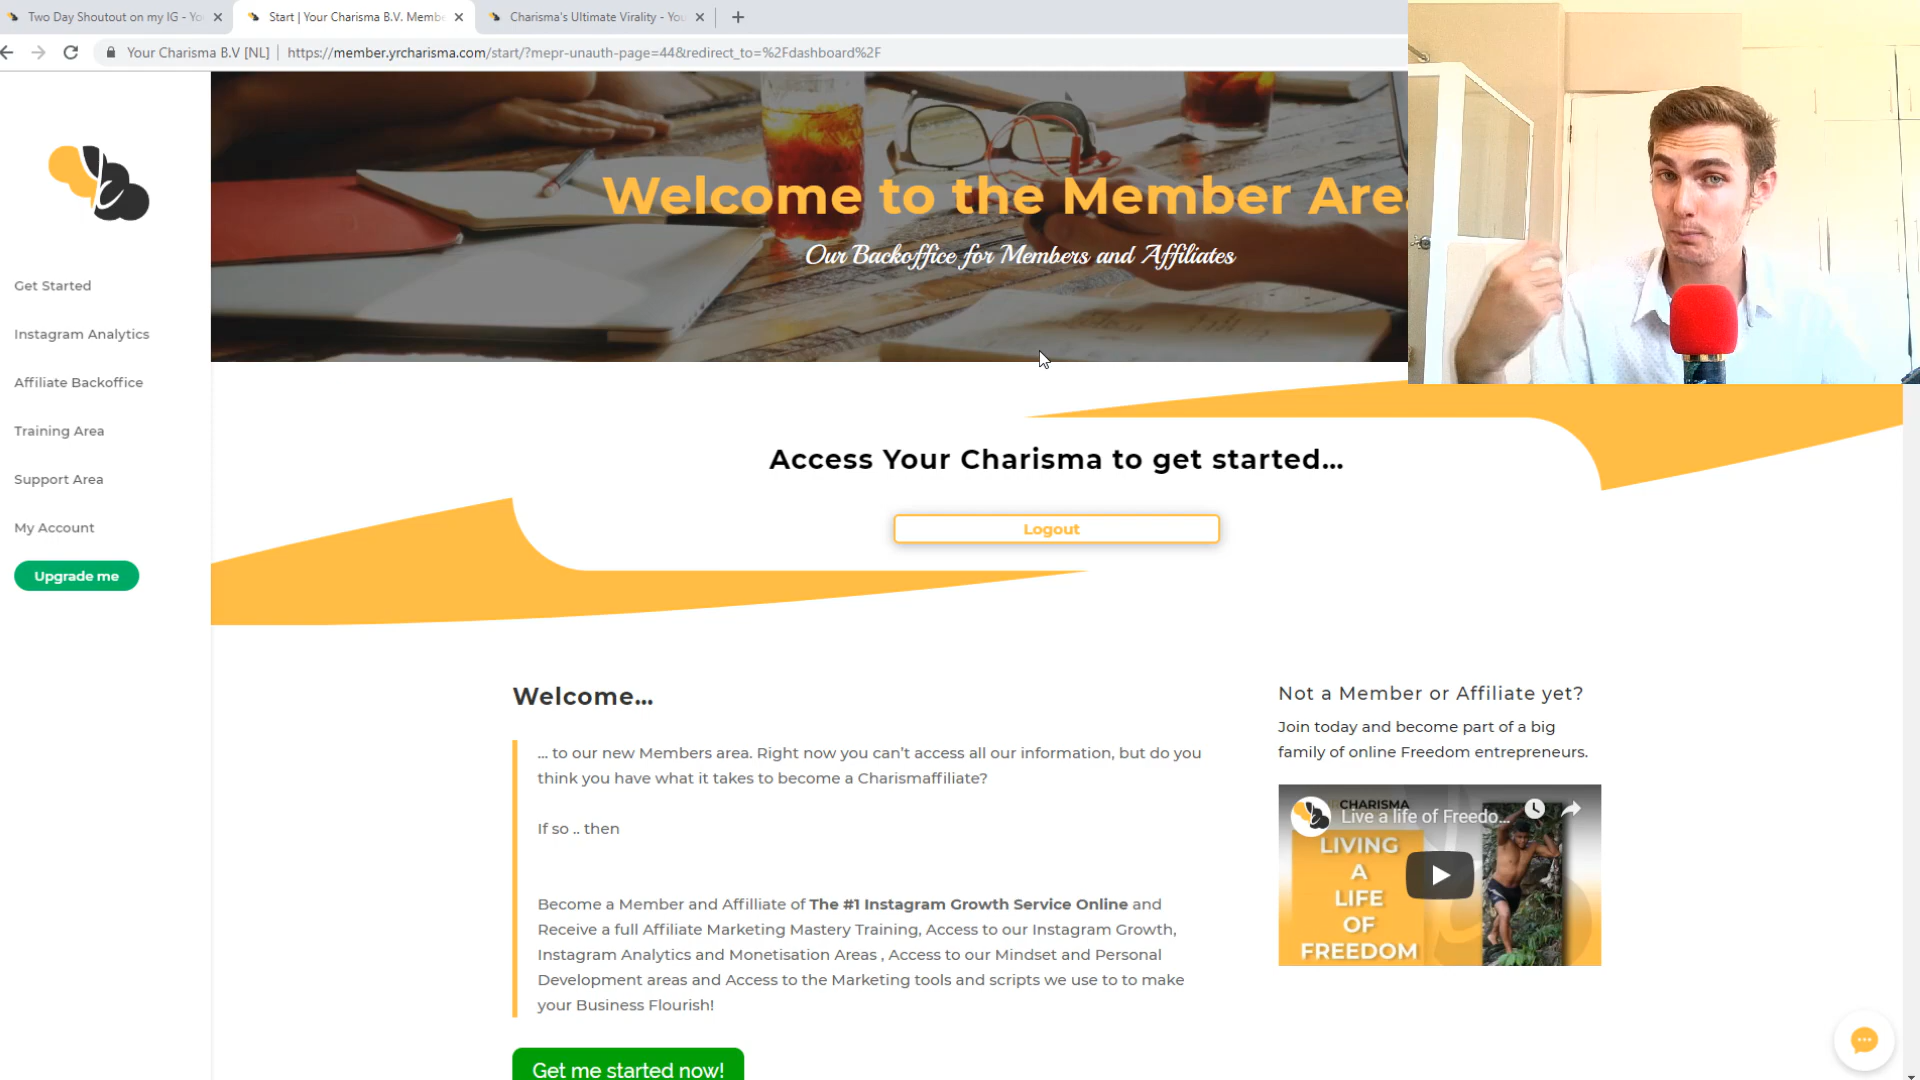 Two Day Shoutout on my IG - Yo
Start | Your Charisma B.V. Membe
Charisma's Ultimate Virality - You
Your Charisma B.V [NL]
https://member.yrcharisma.com/start/?mepr-unauth-page=44&redirect_to=%2Fdashboard%2F
Welcome to the Member Area
Our Backoffice for Members and Affiliates
Get Started
Instagram Analytics
Affiliate Backoffice
Training Area
Support Area
My Account
Upgrade me
Access Your Charisma to get started...
Logout
Welcome...
... to our new Members area. Right now you can't access all our information, but do you
think you have what it takes to become a Charismaffiliate?
If so .. then
Become a Member and Affilliate of The #1 Instagram Growth Service Online and
Receive a full Affiliate Marketing Mastery Training, Access to our Instagram Growth,
Instagram Analytics and Monetisation Areas , Access to our Mindset and Personal
Development areas and Access to the Marketing tools and scripts we use to to make
your Business Flourish!
Get me started now!
Not a Member or Affiliate yet?
Join today and become part of a big
family of online Freedom entrepreneurs.
CHARISMA
Live a life of Freedo...
LIVING
A
LIFE
OF
FREEDOM